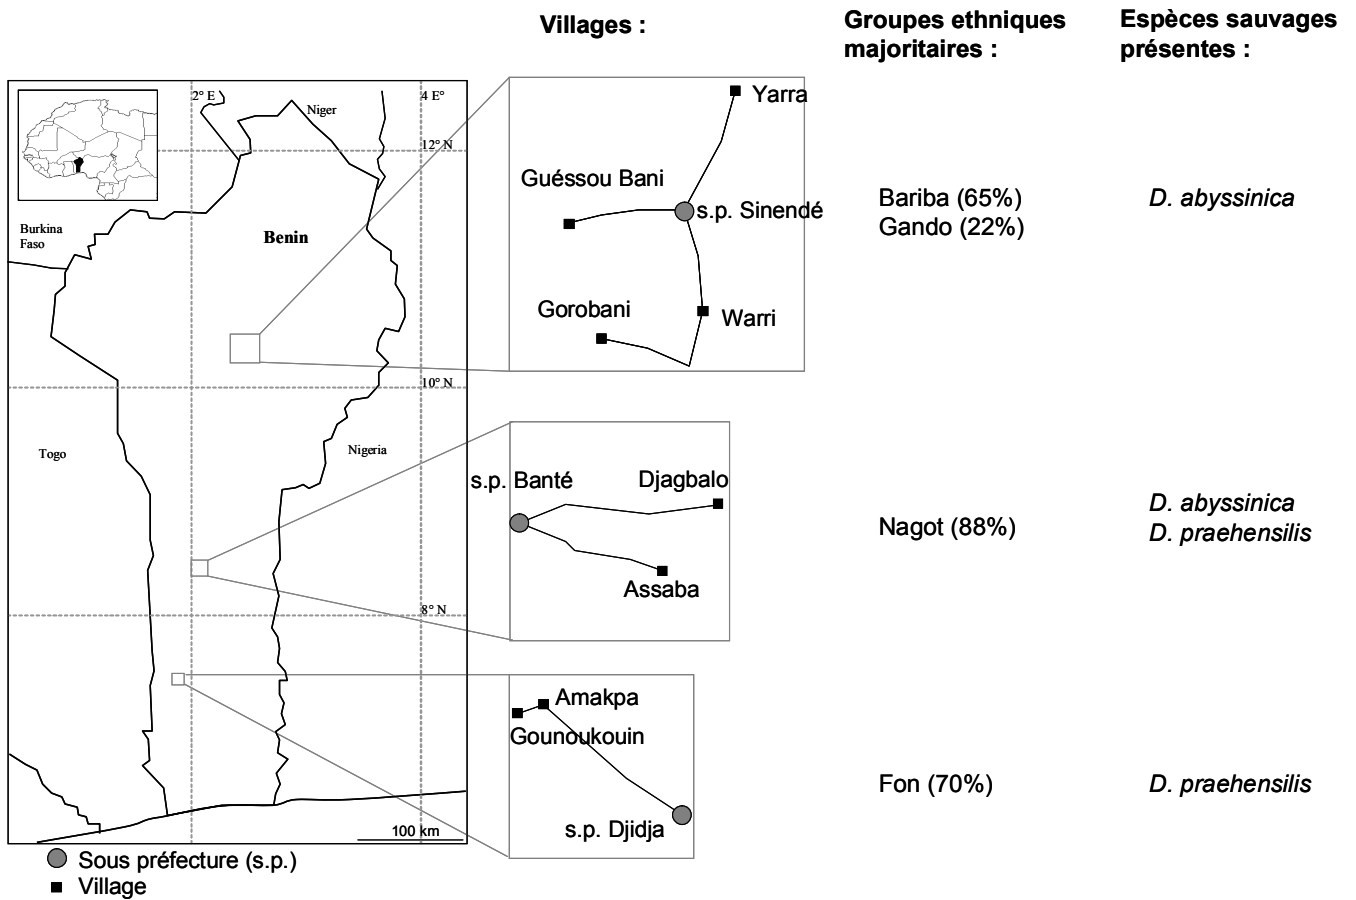 Villages :
Groupes ethniques
majoritaires :
Espèces sauvages
présentes :
2° E
4 E°
Niger
12° N
Burkina
Faso
Benin
10° N
Togo
Nigeria
8° N
100 km
Yarra
Guéssou Bani
s.p. Sinendé
Gorobani
Warri
Bariba (65%)
Gando (22%)
D. abyssinica
s.p. Banté
Djagbalo
Assaba
Nagot (88%)
D. abyssinica
D. praehensilis
Amakpa
Gounoukouin
s.p. Djidja
Fon (70%)
D. praehensilis
Sous préfecture (s.p.)
Village